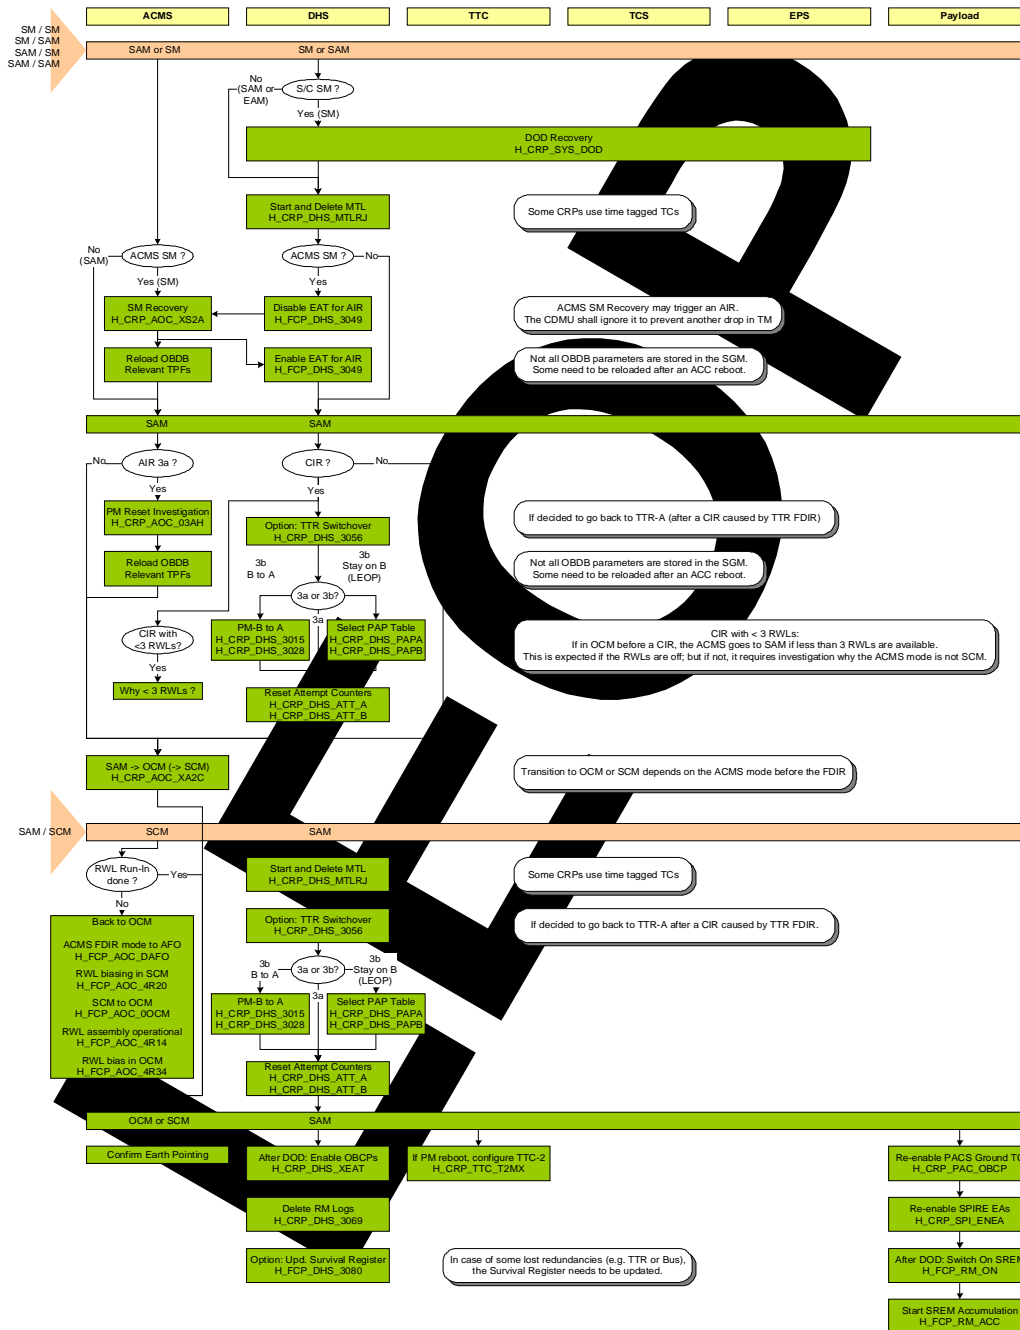 ACMS
DHS
TTC
TCS
EPS
Payload
SM / SM
SM / SAM
SAM / SM
SAM / SAM
SAM or SM
SM or SAM
No
(SAM or
EAM)
S/C SM ?
Yes (SM)
DOD Recovery
H_CRP_SYS_DOD
Start and Delete MTL
H_CRP_DHS_MTLRJ
Some CRPs use time tagged TCs
No
(SAM)
ACMS SM ?
ACMS SM ?
No
Yes (SM)
Yes
SM Recovery
H_CRP_AOC_XS2A
Disable EAT for AIR
H_FCP_DHS_3049
ACMS SM Recovery may trigger an AIR.
The CDMU shall ignore it to prevent another drop in TM
Reload OBDB
Relevant TPFs
Enable EAT for AIR
H_FCP_DHS_3049
Not all OBDB parameters are stored in the SGM.
Some need to be reloaded after an ACC reboot.
SAM
SAM
No
AIR 3a ?
CIR ?
No
Yes
Yes
PM Reset Investigation
H_CRP_AOC_03AH
Option: TTR Switchover
H_CRP_DHS_3056
If decided to go back to TTR-A (after a CIR caused by TTR FDIR)
Reload OBDB
Relevant TPFs
3b
B to A
3b
Stay on B
(LEOP)
Not all OBDB parameters are stored in the SGM.
Some need to be reloaded after an ACC reboot.
3a or 3b?
3a
CIR with
<3 RWLs?
PM-B to A
H_CRP_DHS_3015
H_CRP_DHS_3028
Select PAP Table
H_CRP_DHS_PAPA
H_CRP_DHS_PAPB
CIR with < 3 RWLs:
If in OCM before a CIR, the ACMS goes to SAM if less than 3 RWLs are available.
This is expected if the RWLs are off; but if not, it requires investigation why the ACMS mode is not SCM.
Yes
Why < 3 RWLs ?
Reset Attempt Counters
H_CRP_DHS_ATT_A
H_CRP_DHS_ATT_B
SAM -> OCM (-> SCM)
H_CRP_AOC_XA2C
Transition to OCM or SCM depends on the ACMS mode before the FDIR
SAM / SCM
SCM
SAM
RWL Run-In
done ?
Yes
No
Start and Delete MTL
H_CRP_DHS_MTLRJ
Some CRPs use time tagged TCs
Back to OCM
ACMS FDIR mode to AFO
H_FCP_AOC_DAFO
RWL biasing in SCM
H_FCP_AOC_4R20
SCM to OCM
H_FCP_AOC_0OCM
RWL assembly operational
H_FCP_AOC_4R14
RWL bias in OCM
H_FCP_AOC_4R34
Option: TTR Switchover
H_CRP_DHS_3056
If decided to go back to TTR-A after a CIR caused by TTR FDIR.
3b
B to A
3a or 3b?
3b
Stay on B
(LEOP)
3a
PM-B to A
H_CRP_DHS_3015
H_CRP_DHS_3028
Select PAP Table
H_CRP_DHS_PAPA
H_CRP_DHS_PAPB
Reset Attempt Counters
H_CRP_DHS_ATT_A
H_CRP_DHS_ATT_B
OCM or SCM
SAM
Confirm Earth Pointing
After DOD: Enable OBCPs
H_CRP_DHS_XEAT
If PM reboot, configure TTC-2
H_CRP_TTC_T2MX
Re-enable PACS Ground TC
H_CRP_PAC_OBCP
Delete RM Logs
H_CRP_DHS_3069
Re-enable SPIRE EAs
H_CRP_SPI_ENEA
Option: Upd. Survival Register
H_FCP_DHS_3080
In case of some lost redundancies (e.g. TTR or Bus),
the Survival Register needs to be updated.
After DOD: Switch On SREM
H_FCP_RM_ON
Start SREM Accumulation
H_FCP_RM_ACC